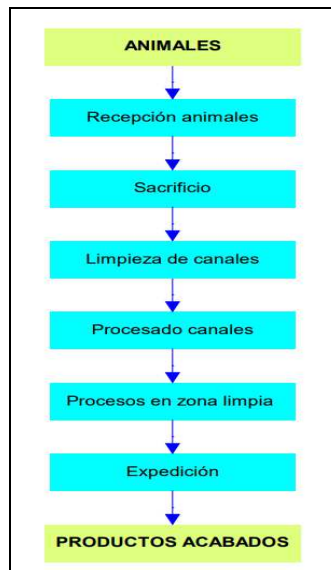 ANIMALES
Recepción animales
Sacrificio
Limpieza de canales
Procesado canales
Procesos en zona limpia
Expedición
PRODUCTOS ACABADOS